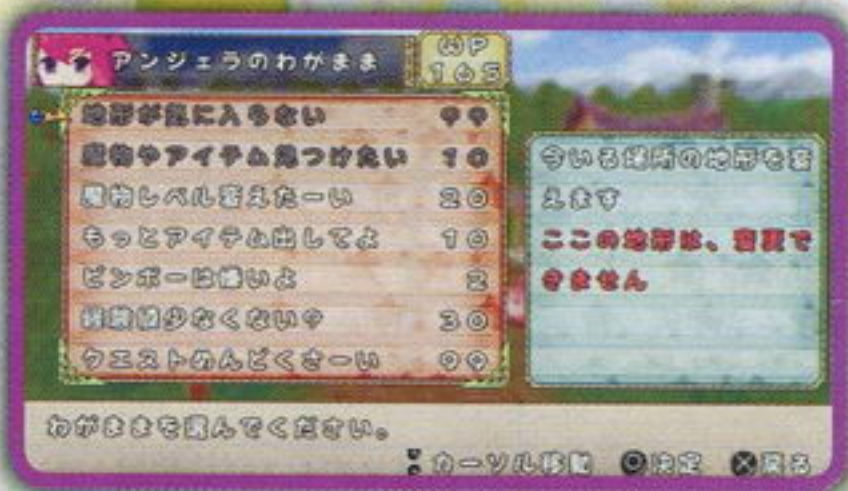 アンジェラのわがまま
WP
165
地形が気に入らない ??
魔物やアイテム見つけたい 10
魔物レベル変えたーい 20
もっとアイテム出してよ 10
ビンボーは嫌いよ 2
経験値少なくない? 30
クエストめんどくさーい ??
今いる場所の地形を変
えます
ここの地形は、変更で
きません
わがままを選んでください。
カーソル移動 決定 戻る